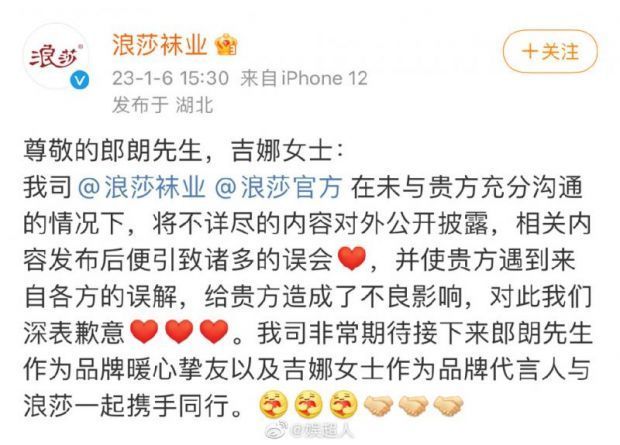 浪莎®
浪莎袜业
+关注
23-1-6 15:30 来自 iPhone 12
发布于 湖北
尊敬的郎朗先生，吉娜女士：
我司 @浪莎袜业 @浪莎官方 在未与贵方充分沟通
的情况下，将不详尽的内容对外公开披露，相关内
容发布后便引致诸多的误会❤️，并使贵方遇到来
自各方的误解，给贵方造成了不良影响，对此我们
深表歉意❤️❤️❤️。我司非常期待接下来郎朗先生
作为品牌暖心挚友以及吉娜女士作为品牌代言人与
浪莎一起携手同行。
@娱超人